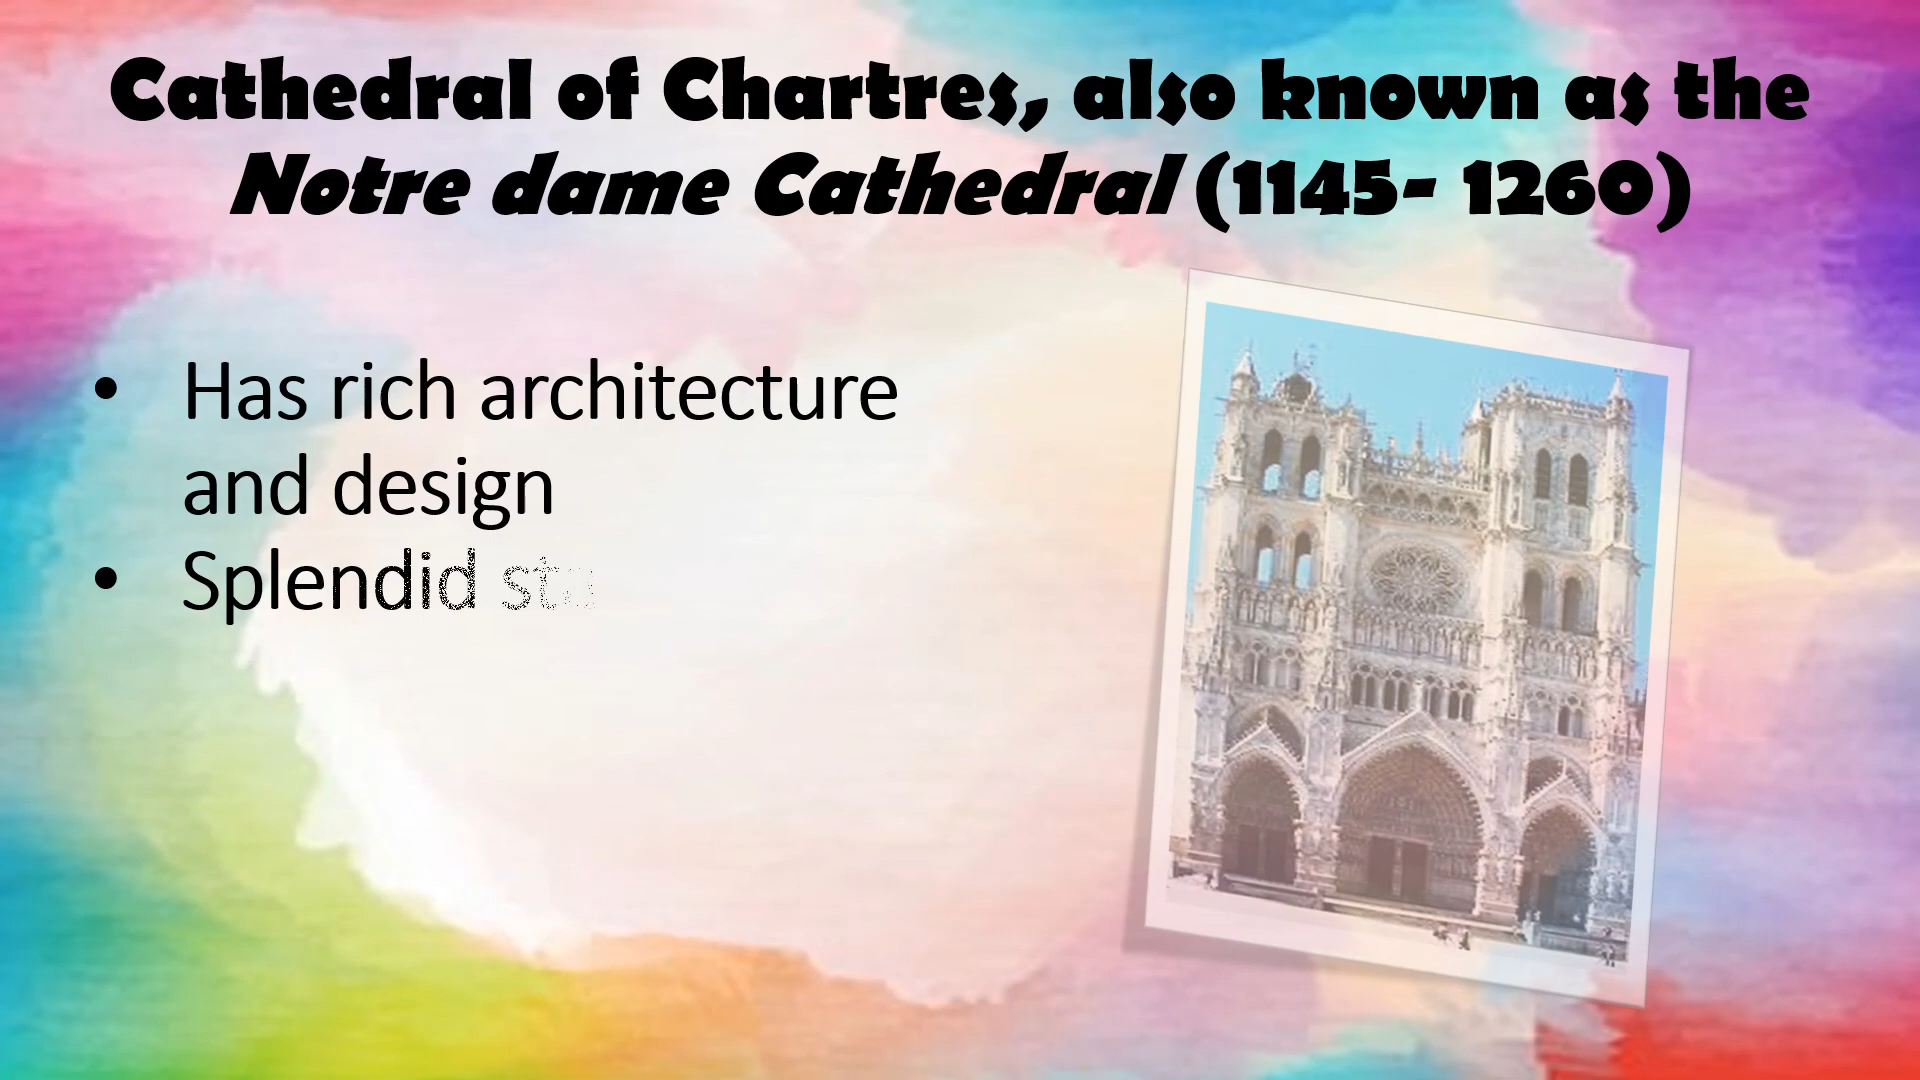 Cathedral of Chartres, also known as the
Notre dame Cathedral (1145- 1260)
• Has rich architecture
and design
• Splendid